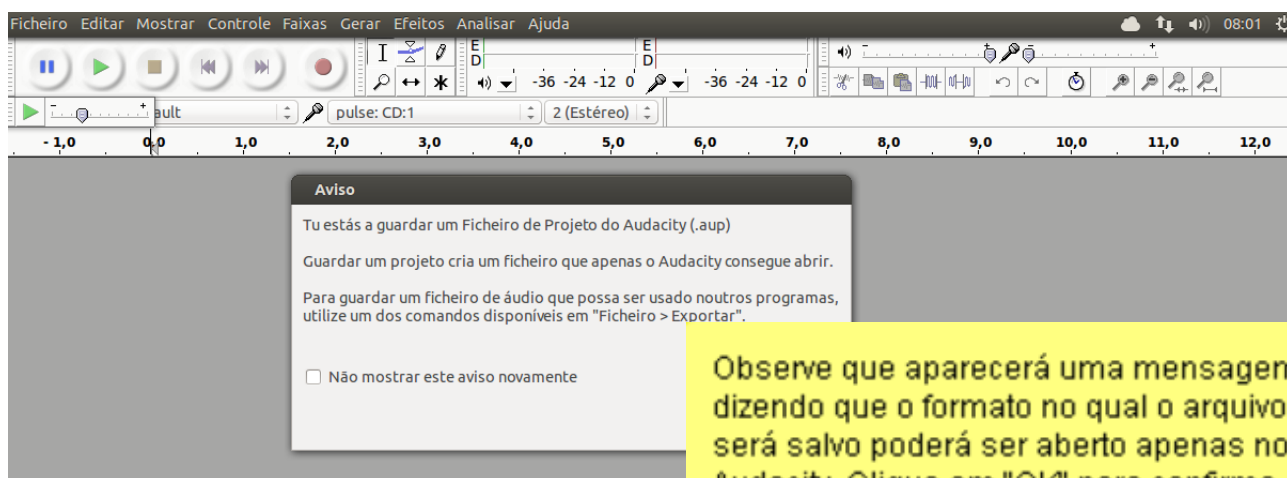 Ficheiro Editar Mostrar Controle Faixas Gerar Efeitos Analisar Ajuda 08:01
E E
D D
-36 -24 -12 0 -36 -24 -12 0
ault pulse: CD:1 2 (Estéreo)
- 1,0 0,0 1,0 2,0 3,0 4,0 5,0 6,0 7,0 8,0 9,0 10,0 11,0 12,0
Aviso
Tu estás a guardar um Ficheiro de Projeto do Audacity (.aup)
Guardar um projeto cria um ficheiro que apenas o Audacity consegue abrir.
Para guardar um ficheiro de áudio que possa ser usado noutros programas,
utilize um dos comandos disponíveis em "Ficheiro > Exportar".
Não mostrar este aviso novamente
Observe que aparecerá uma mensagen
dizendo que o formato no qual o arquivo
será salvo poderá ser aberto apenas no
Audacity. Clique em "OK" para confirma